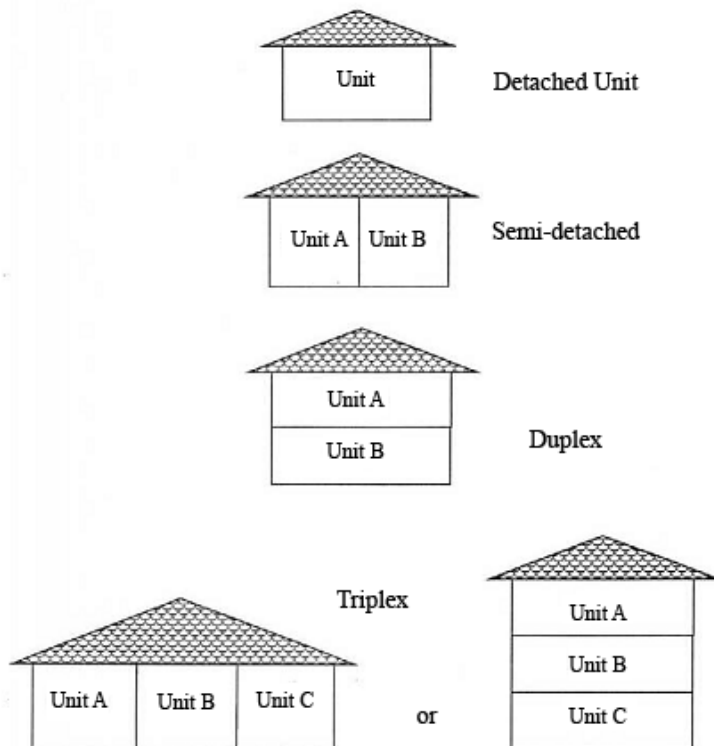 Unit
Detached Unit
Unit A Unit B
Semi-detached
Unit A
Unit B
Duplex
Triplex
Unit A Unit B Unit C
or
Unit A
Unit B
Unit C